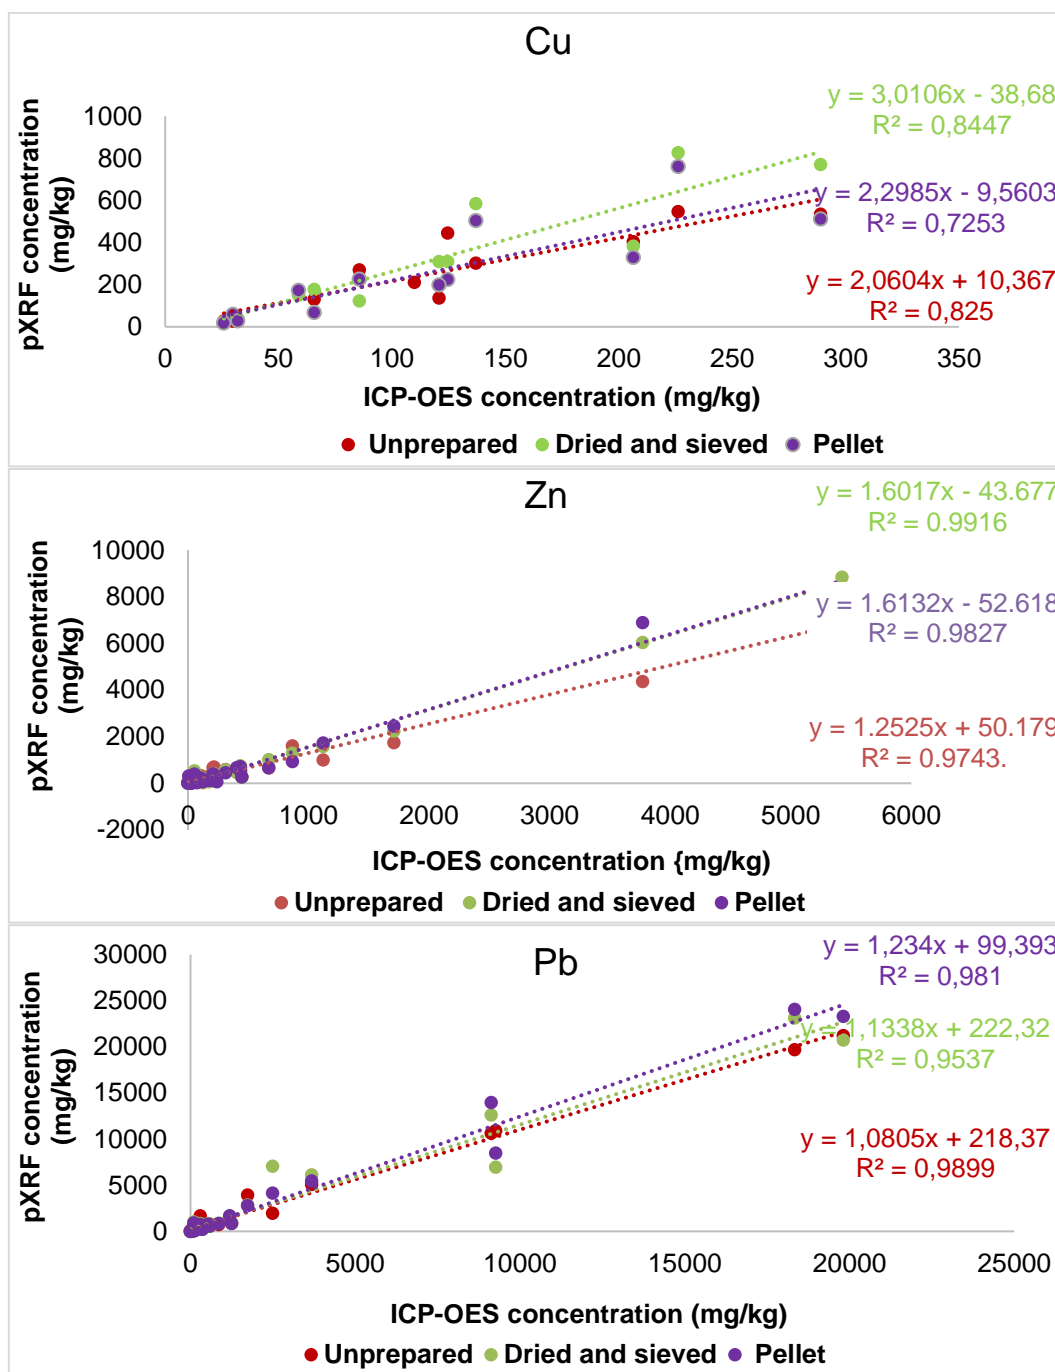 Cu
y = 3,0106x - 38,68
R² = 0,8447
y = 2,2985x - 9,5603
R² = 0,7253
y = 2,0604x + 10,367
R² = 0,825
pXRF concentration
(mg/kg)
1000
800
600
400
200
0
0 50 100 150 200 250 300 350
ICP-OES concentration (mg/kg)
Unprepared Dried and sieved Pellet
Zn
y = 1.6017x - 43.677
R² = 0.9916
y = 1.6132x - 52.618
R² = 0.9827
y = 1.2525x + 50.179
R² = 0.9743.
pXRF concentration
(mg/kg)
10000
8000
6000
4000
2000
0
-2000
0 1000 2000 3000 4000 5000 6000
ICP-OES concentration {mg/kg)
Unprepared Dried and sieved Pellet
Pb
y = 1,234x + 99,393
R² = 0,981
y = 1,1338x + 222,32
R² = 0,9537
y = 1,0805x + 218,37
R² = 0,9899
pXRF concentration
(mg/kg)
30000
25000
20000
15000
10000
5000
0
0 5000 10000 15000 20000 25000
ICP-OES concentration (mg/kg)
Unprepared Dried and sieved Pellet